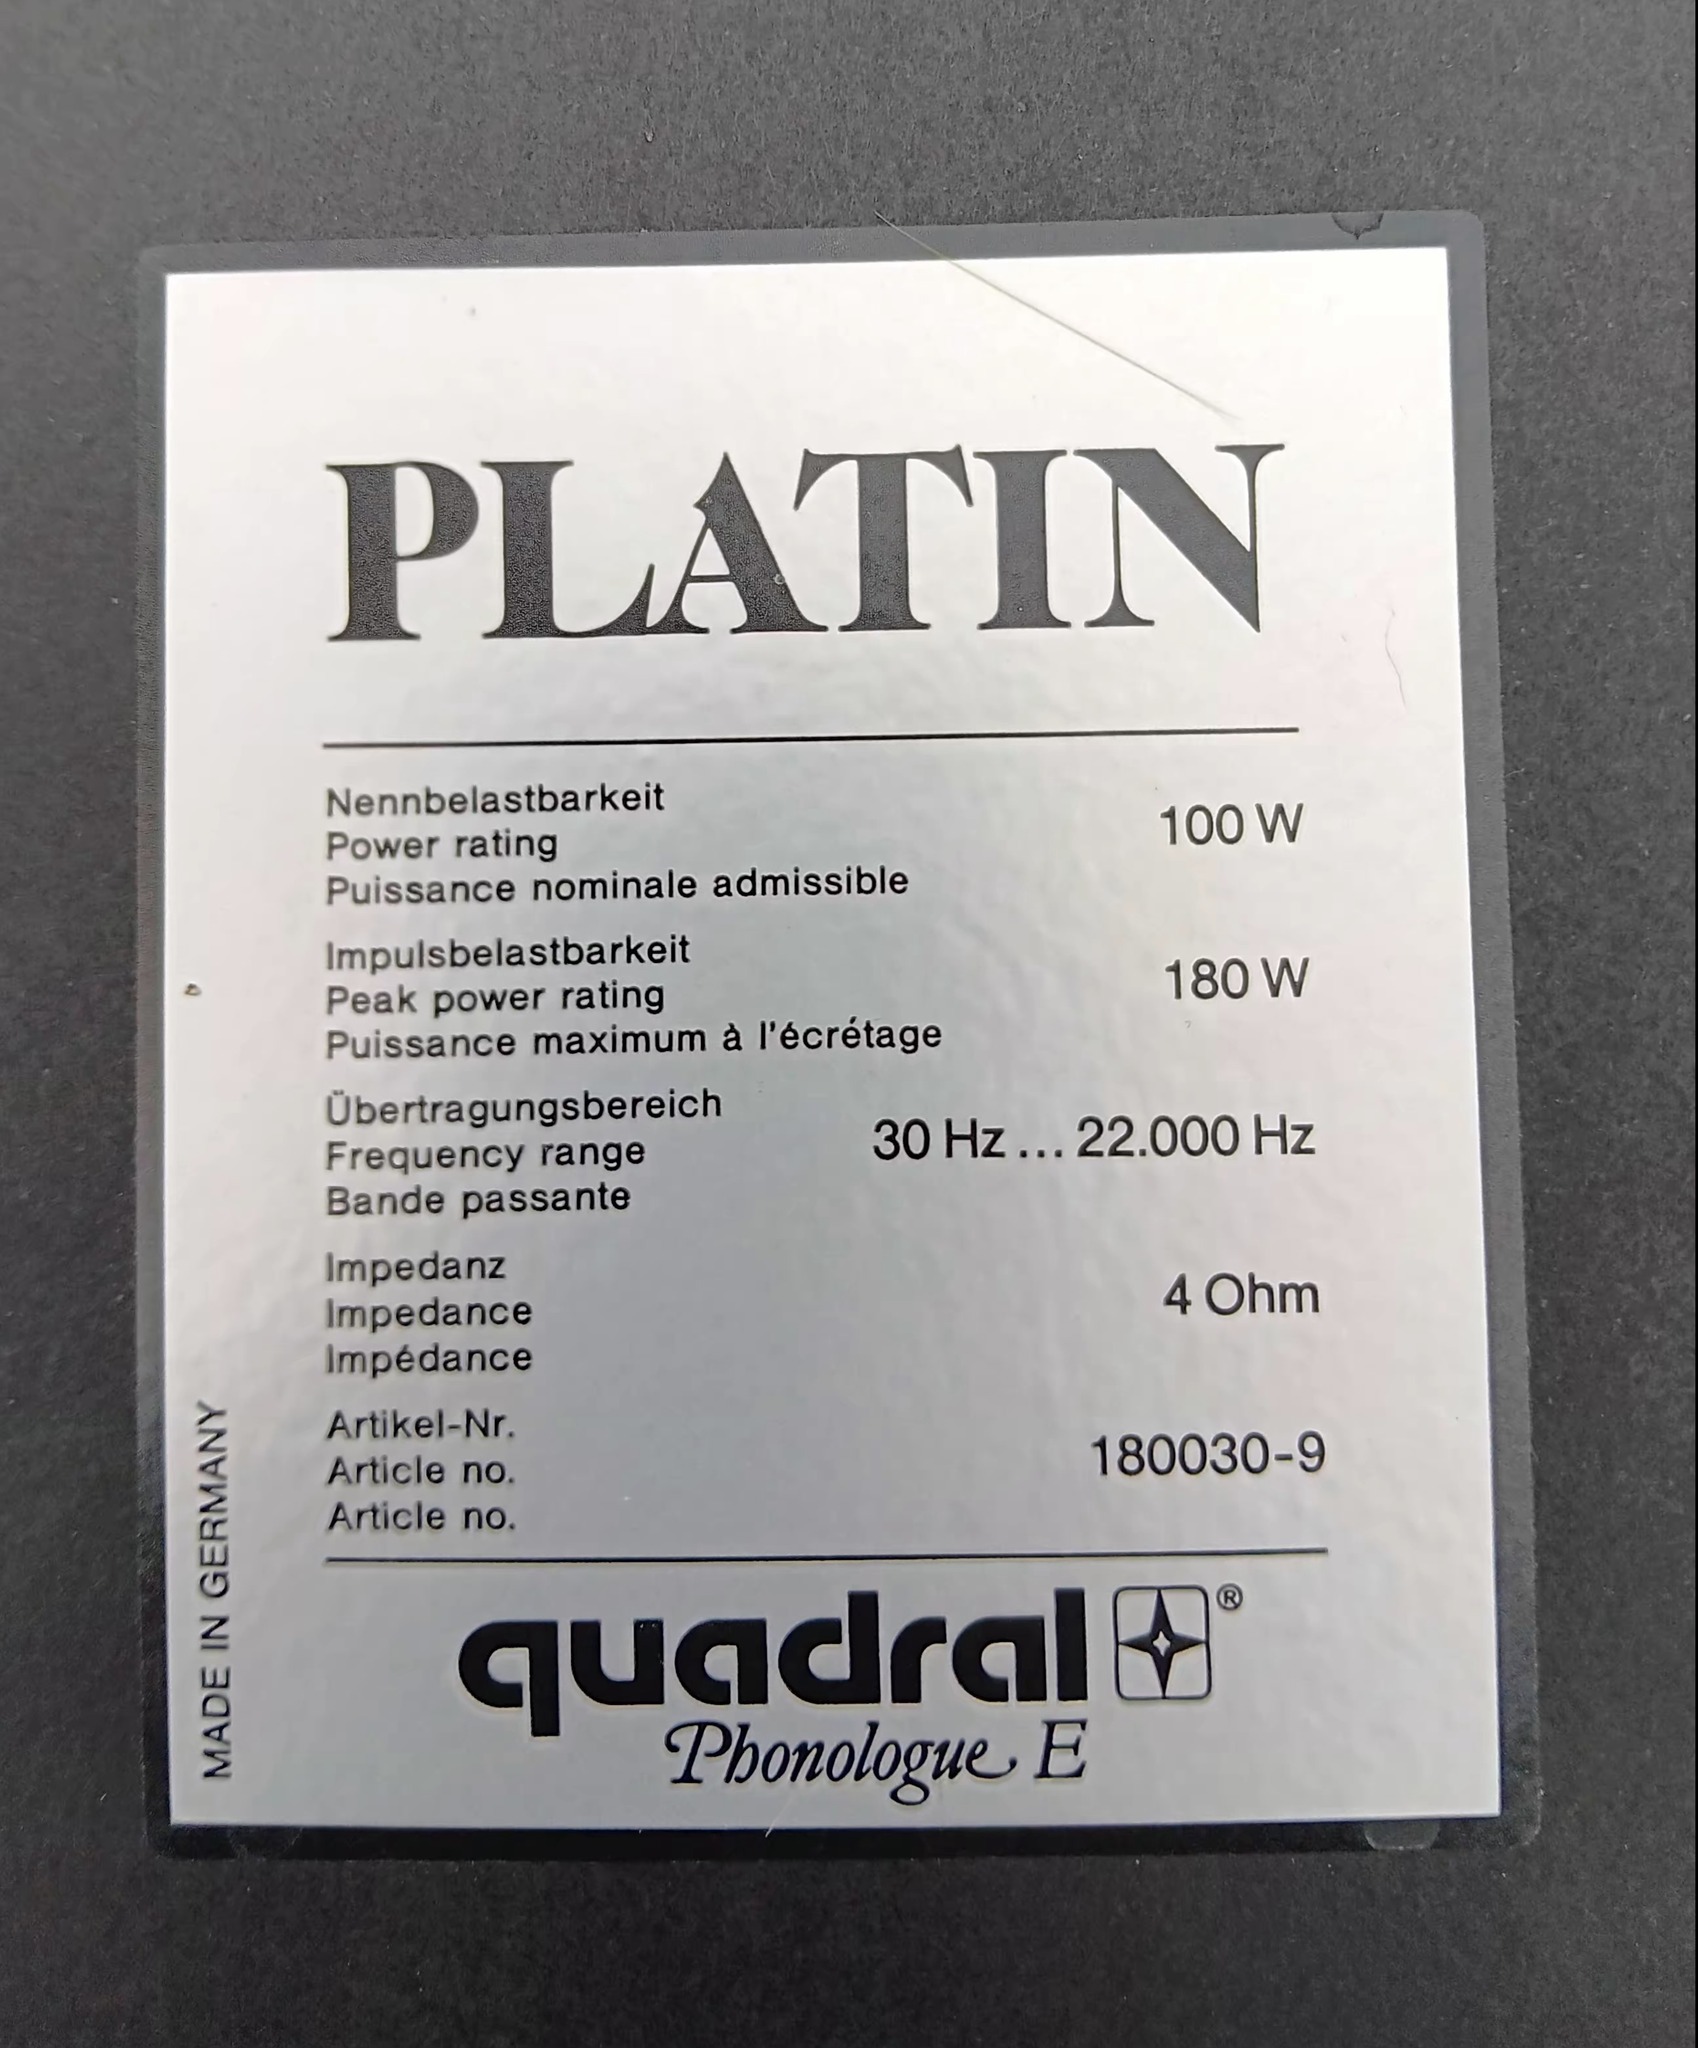 PLATIN
Nennbelastbarkeit
Power rating
Puissance nominale admissible
100 W
Impulsbelastbarkeit
Peak power rating
Puissance maximum à l'écrétage
180 W
Übertragungsbereich
Frequency range
Bande passante
30 Hz ... 22.000 Hz
Impedanz
Impedance
Impédance
4 Ohm
Artikel-Nr.
Article no.
Article no.
180030-9
MADE IN GERMANY
quadral ®
Phonologue E